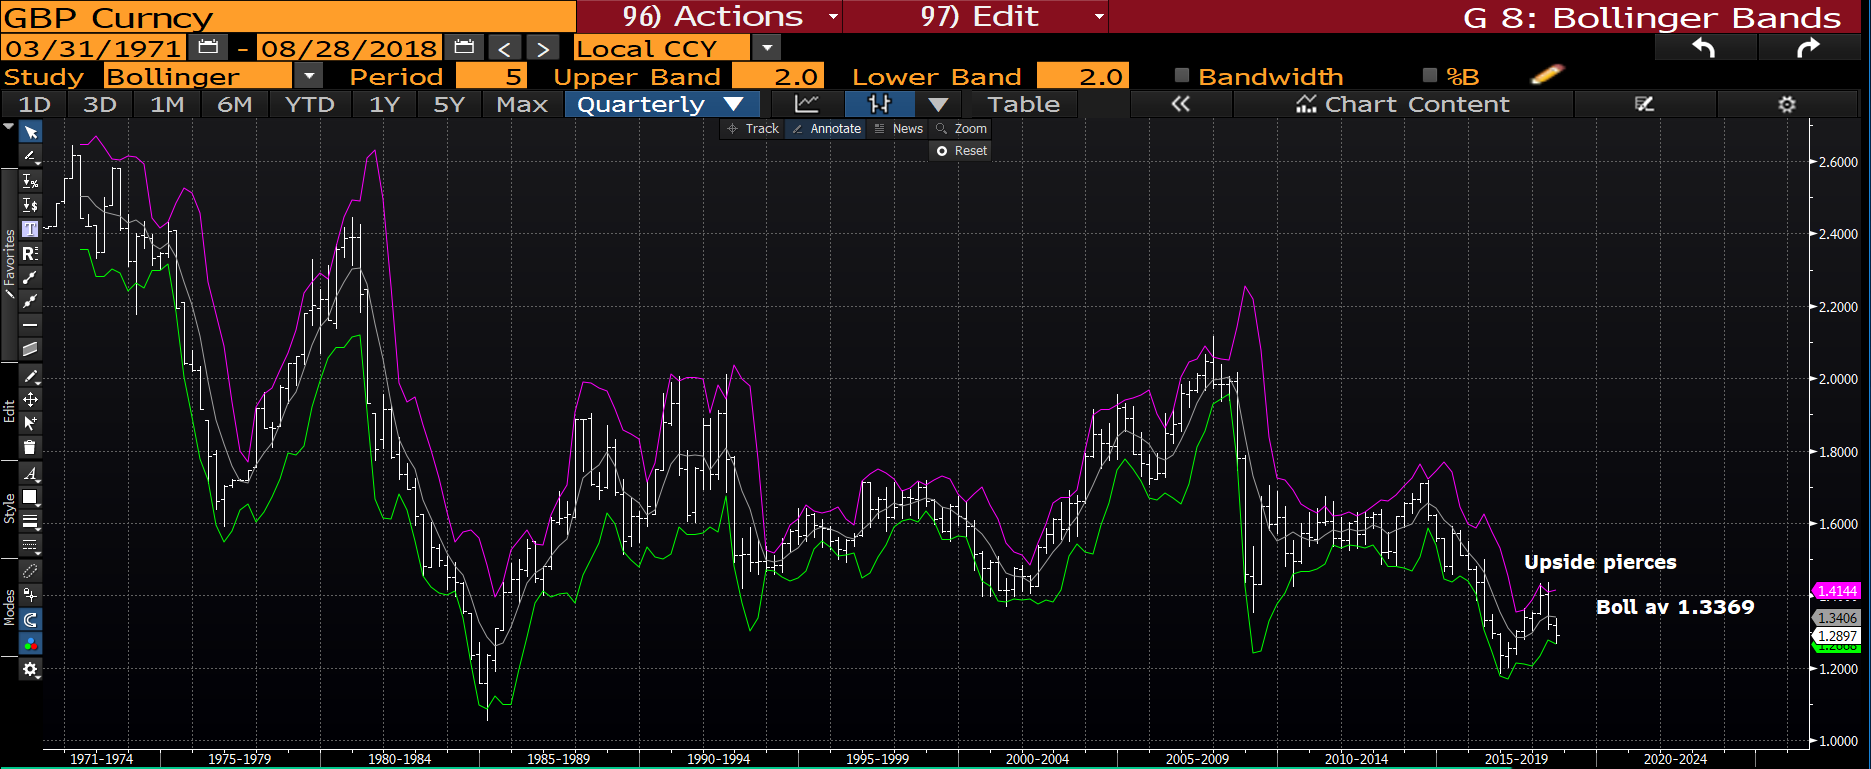 GBP Curncy 96) Actions 97) Edit G 8: Bollinger Bands
03/31/1971 - 08/28/2018 < > Local CCY
Study Bollinger Period 5 Upper Band 2.0 Lower Band 2.0 Bandwidth %B
1D 3D 1M 6M YTD 1Y 5Y Max Quarterly Table « Chart Content
Track Annotate News Zoom
Reset
Favorites
Edit
Style
Modes
2.6000
2.4000
2.2000
2.0000
1.8000
1.6000
Upside pierces
1.4144
Boll av 1.3369
1.3406
1.2897
1.2668
1.2000
1.0000
1971-1974 1975-1979 1980-1984 1985-1989 1990-1994 1995-1999 2000-2004 2005-2009 2010-2014 2015-2019 2020-2024